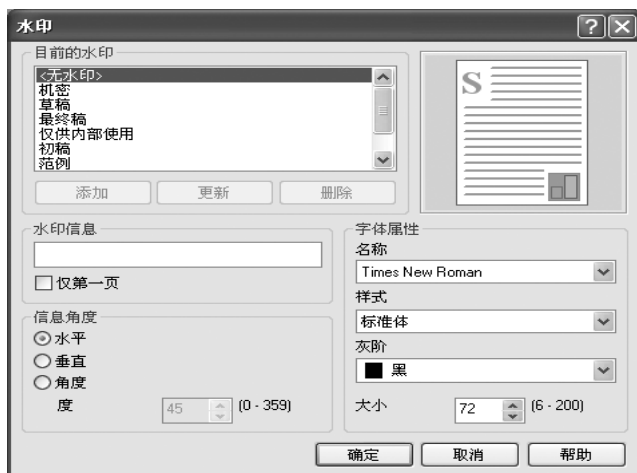 水印
目前的水印
<无水印>
机密
草稿
最终稿
仅供内部使用
初稿
范例
添加 更新 删除
S
水印信息
仅第一页
信息角度
水平
垂直
角度
度 45 (0 - 359)
字体属性
名称
Times New Roman
样式
标准体
灰阶
黑
大小 72 (6 - 200)
确定 取消 帮助